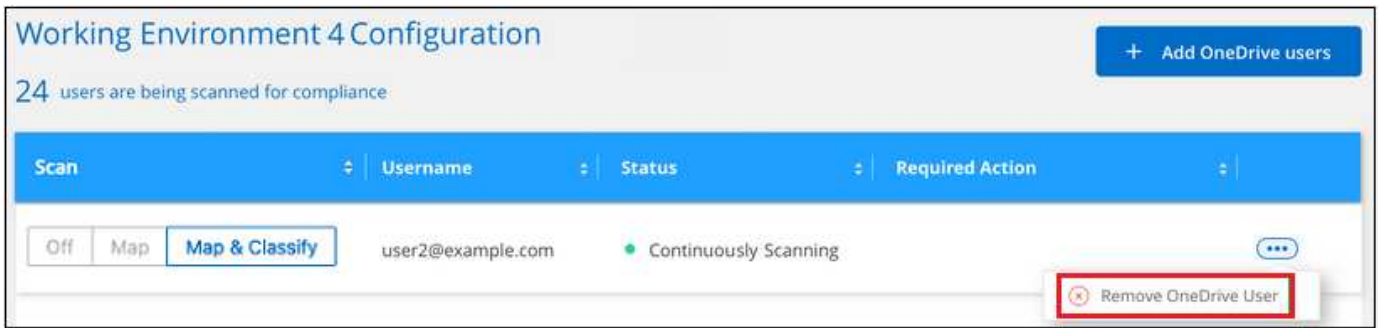 Working Environment 4 Configuration
+ Add OneDrive users
24 users are being scanned for compliance
Scan Username Status Required Action
Off Map Map & Classify user2@example.com Continuously Scanning
Remove OneDrive User